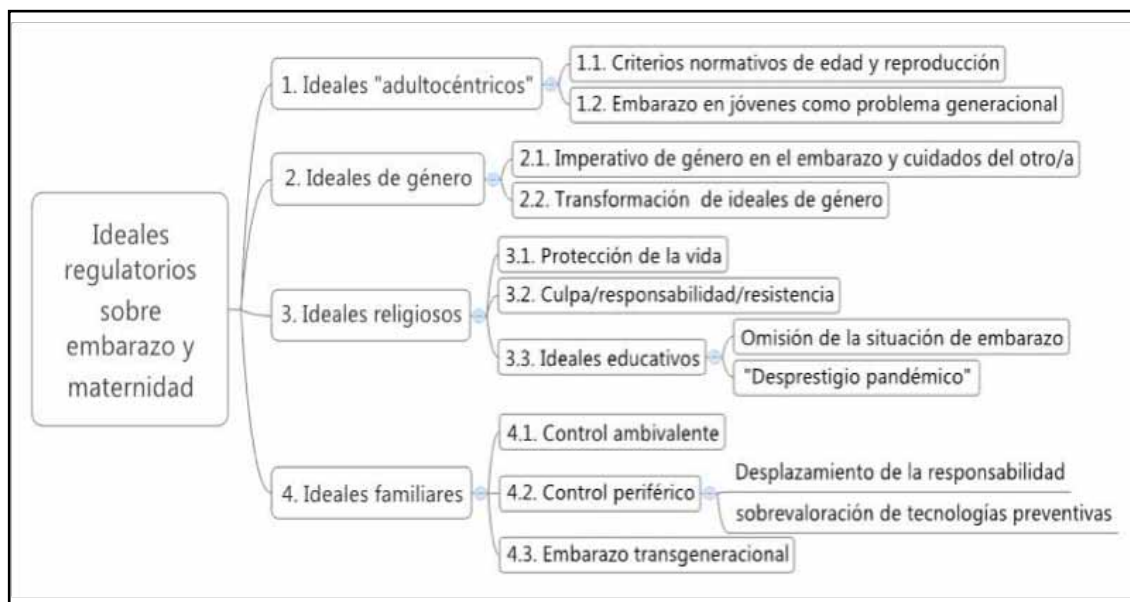 Ideales
regulatorios
sobre
embarazo y
maternidad
1. Ideales "adultocéntricos"
1.1. Criterios normativos de edad y reproducción
1.2. Embarazo en jóvenes como problema generacional
2. Ideales de género
2.1. Imperativo de género en el embarazo y cuidados del otro/a
2.2. Transformación de ideales de género
3. Ideales religiosos
3.1. Protección de la vida
3.2. Culpa/responsabilidad/resistencia
3.3. Ideales educativos
Omisión de la situación de embarazo
"Desprestigio pandémico"
4. Ideales familiares
4.1. Control ambivalente
4.2. Control periférico
Desplazamiento de la responsabilidad
sobrevaloración de tecnologías preventivas
4.3. Embarazo transgeneracional